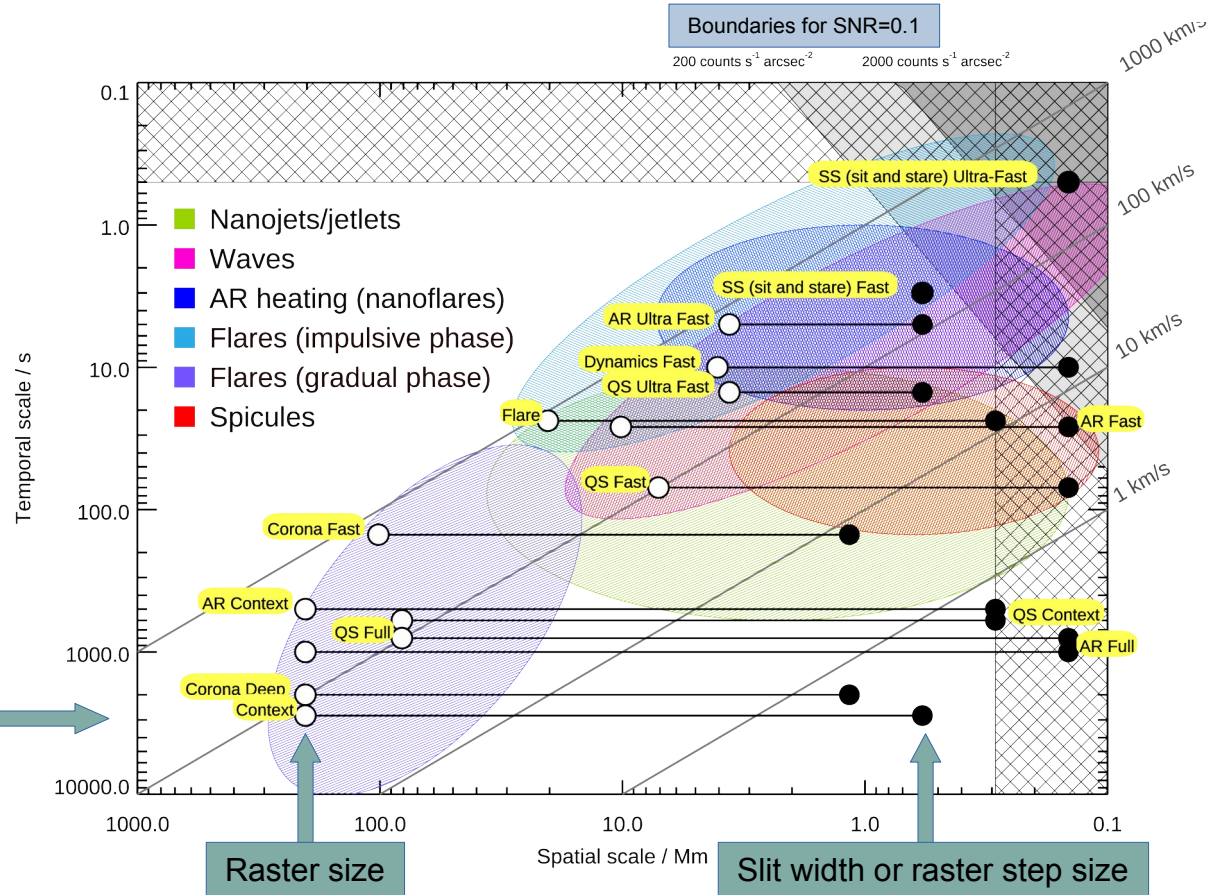 Boundaries for SNR=0.1
200 counts s⁻¹ arcsec⁻²
2000 counts s⁻¹ arcsec⁻²
1000 km/s
100 km/s
10 km/s
1 km/s
0.1
1.0
10.0
100.0
1000.0
10000.0
Temporal scale / s
Nanojets/jetlets
Waves
AR heating (nanoflares)
Flares (impulsive phase)
Flares (gradual phase)
Spicules
SS (sit and stare) Ultra-Fast
SS (sit and stare) Fast
AR Ultra Fast
Dynamics Fast
QS Ultra Fast
Flare
AR Fast
QS Fast
Corona Fast
AR Context
QS Context
QS Full
AR Full
Corona Deep
Context
1000.0
100.0
10.0
1.0
0.1
Spatial scale / Mm
Raster size
Slit width or raster step size